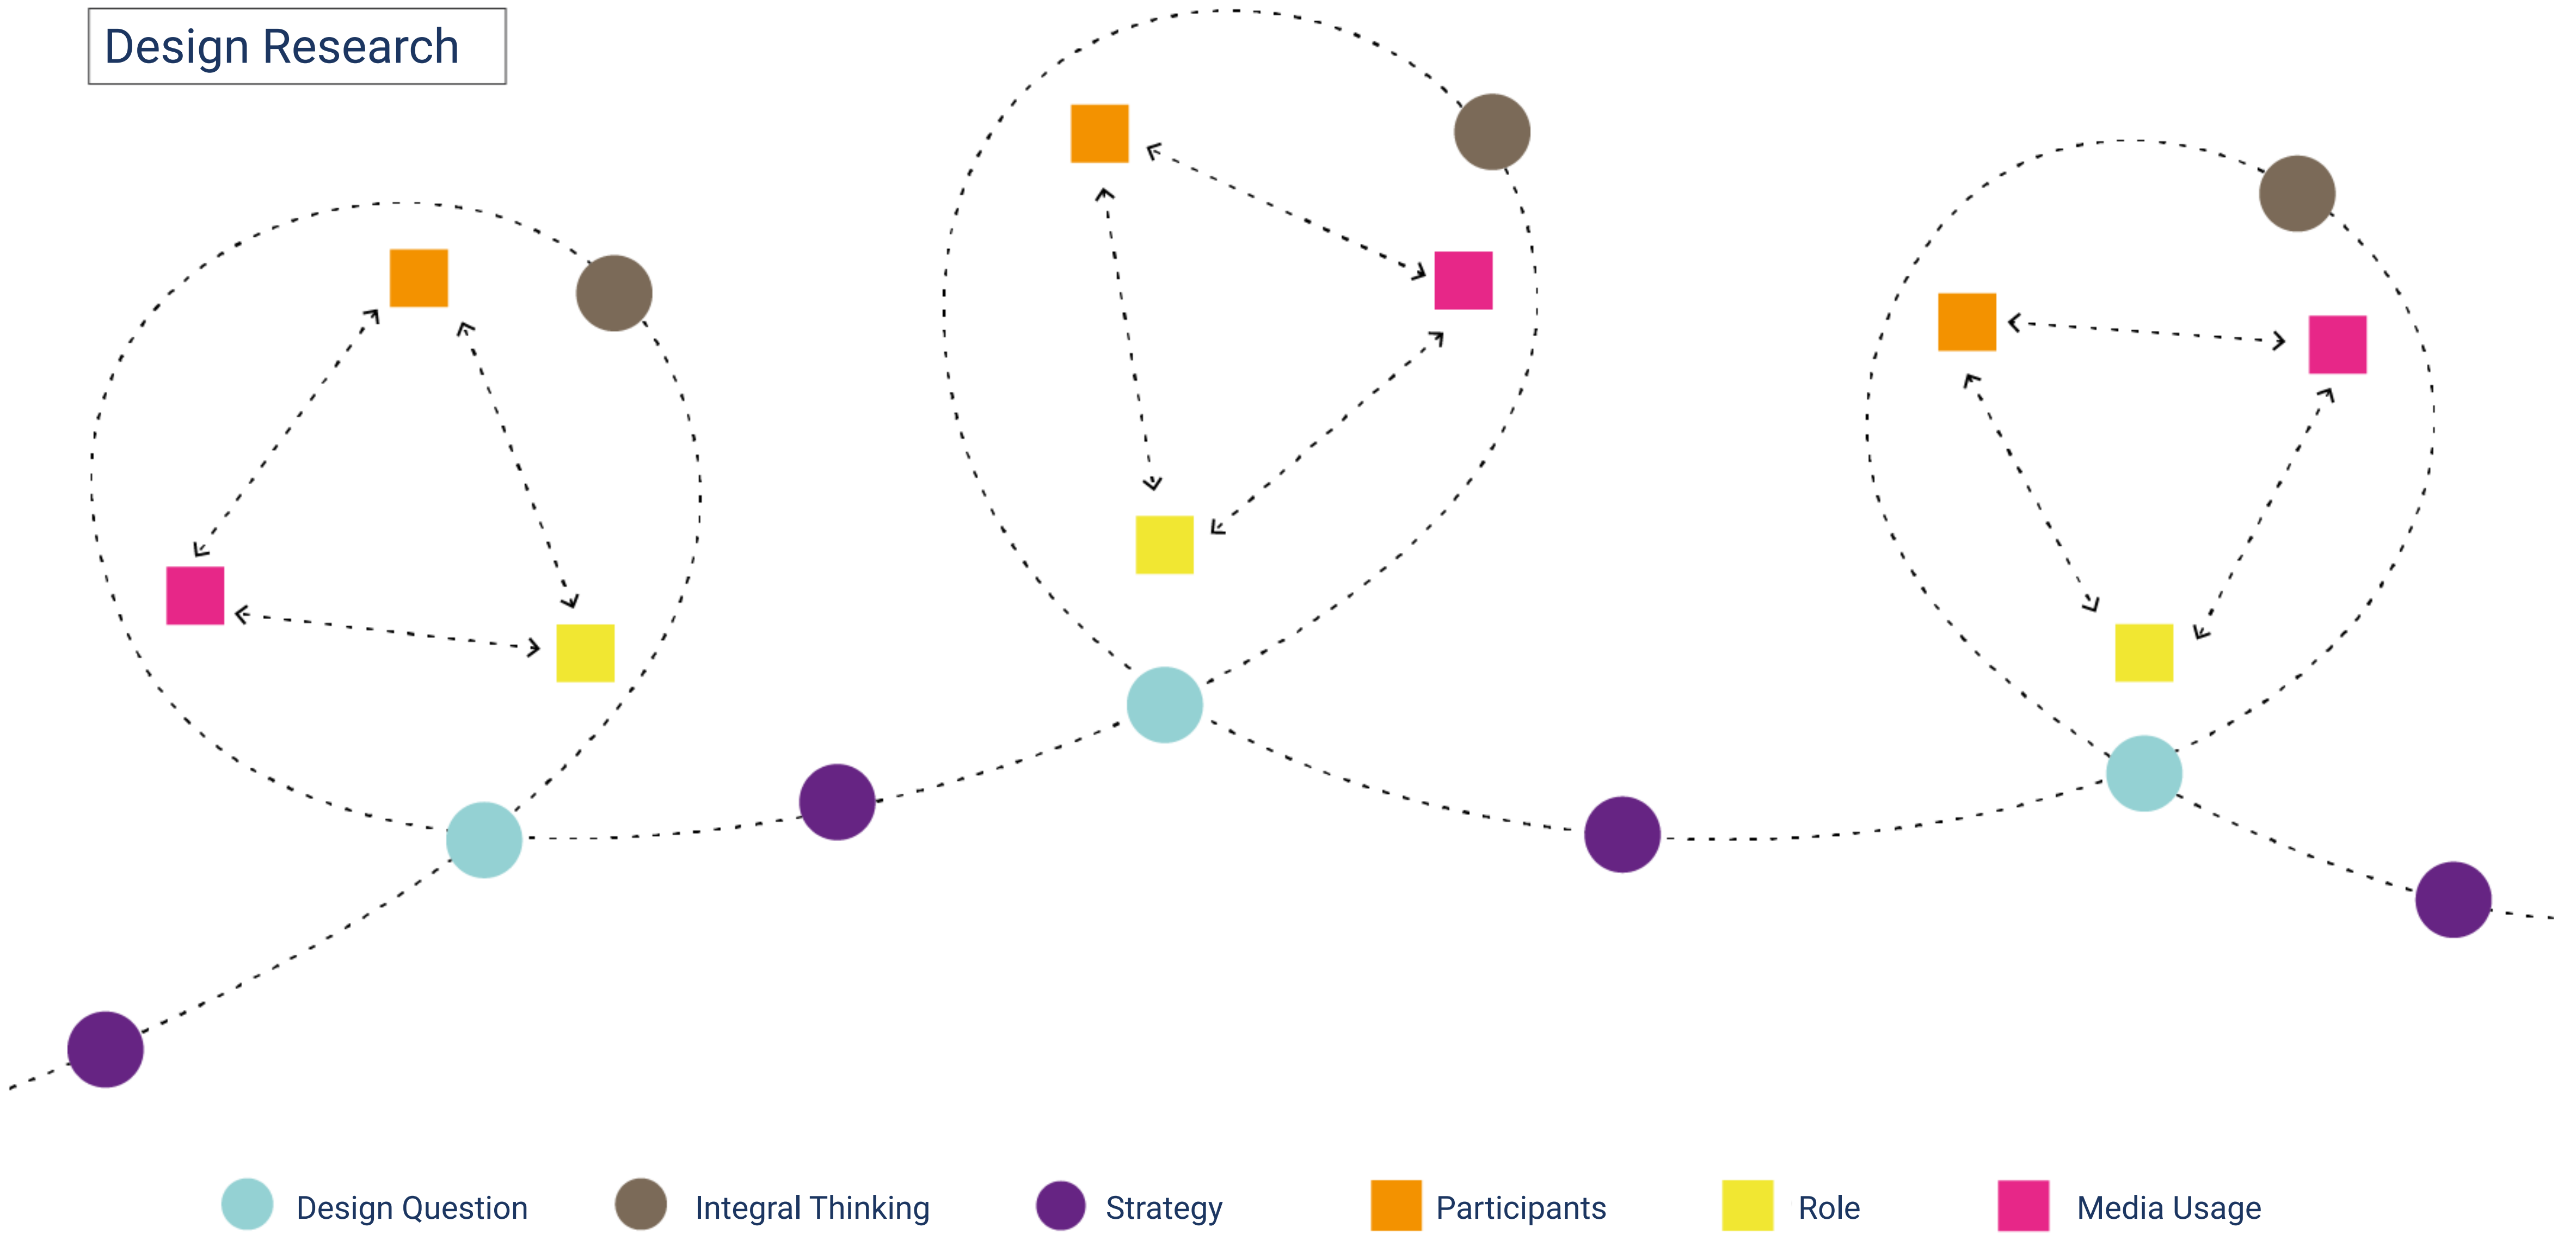 Design Research
Design Question
Integral Thinking
Strategy
Participants
Role
Media Usage